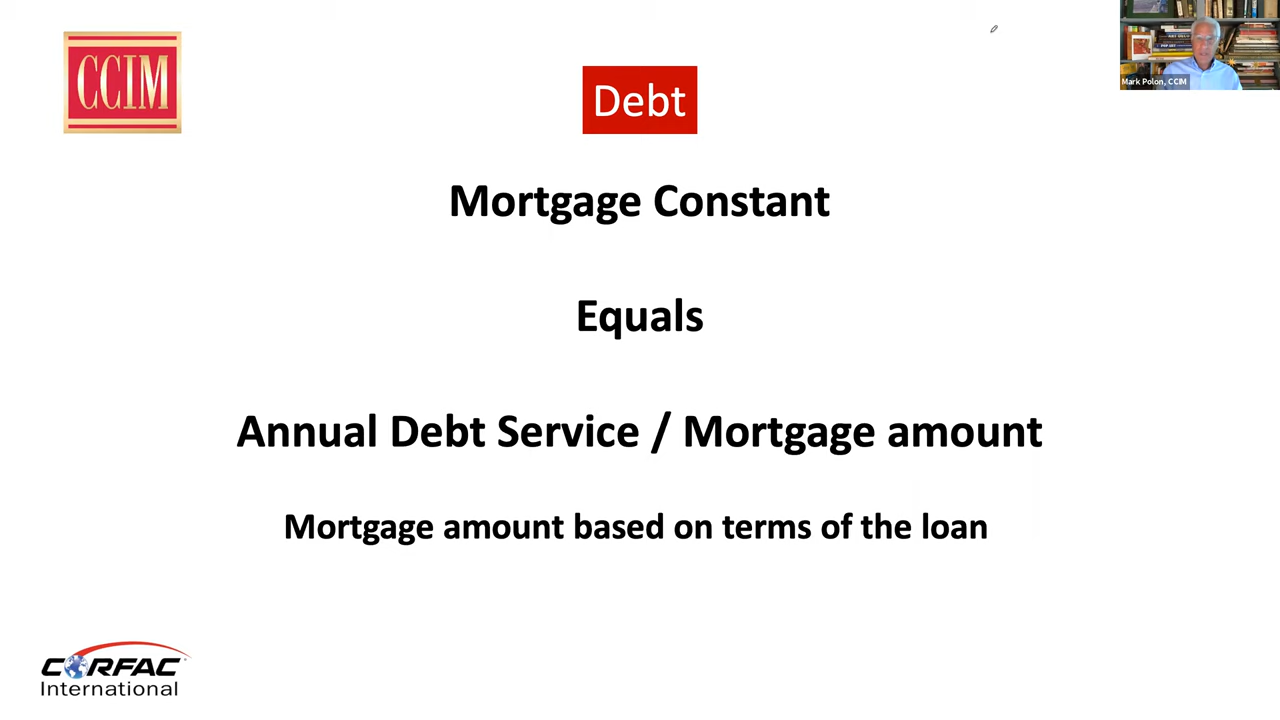 CCIM
Debt
Mark Polon, CCIM
Mortgage Constant
Equals
Annual Debt Service / Mortgage amount
Mortgage amount based on terms of the loan
CORFAC
International